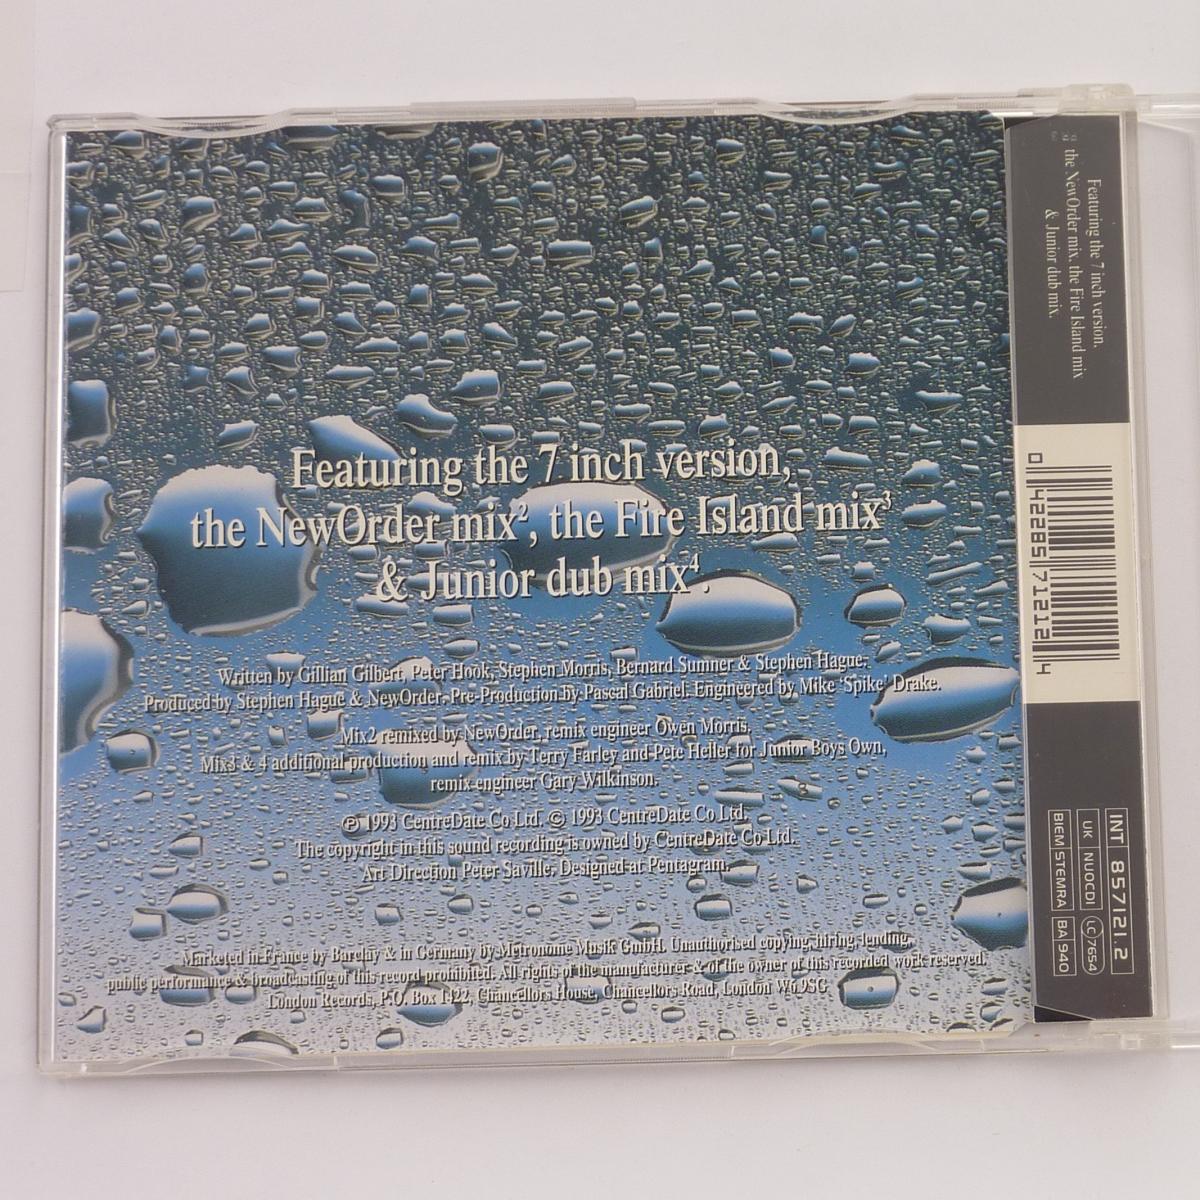 Featuring the 7 inch version,
the NewOrder mix², the Fire Island mix³
& Junior dub mix⁴.
Written by Gillian Gilbert, Peter Hook, Stephen Morris, Bernard Sumner & Stephen Hague.
Produced by Stephen Hague & NewOrder. Pre-Production by Pascal Gabriel. Engineered by Mike 'Spike' Drake.
Mix2 remixed by NewOrder, remix engineer Owen Morris.
Mix3 & 4 additional production and remix by Terry Farley and Pete Heller for Junior Boys Own,
remix engineer Gary Wilkinson.
℗ 1993 CentreDate Co Ltd. © 1993 CentreDate Co Ltd.
The copyright in this sound recording is owned by CentreDate Co Ltd.
Art Direction Peter Saville. Designed at Pentagram.
Marketed in France by Barclay & in Germany by Metronome Musik GmbH. Unauthorised copying, hiring, lending,
public performance & broadcasting of this record prohibited. All rights of the manufacturer & of the owner of this recorded work reserved.
London Records, P.O. Box 1422, Chancellors House, Chancellors Road, London W6 9SG
Featuring the 7 inch version.
the NewOrder mix. the Fire Island mix
& Junior dub mix.
0 42285 71212 4
INT 857121.2
UK NUOCDI LC 7654
BIEM STEMRA BA 940